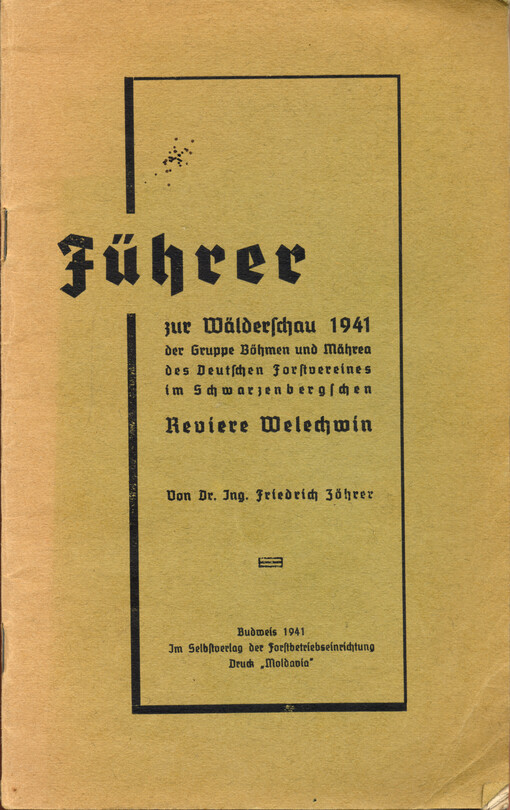 Führer
zur Wälderschau 1941
der Gruppe Böhmen und Mähren
des Deutschen Forstvereines
im Schwarzenbergschen
Reviere Welechwin
Von Dr. Ing. Friedrich Zöhrer
Budweis 1941
Im Selbstverlag der Forstbetriebseinrichtung
Druck „Moldavia"